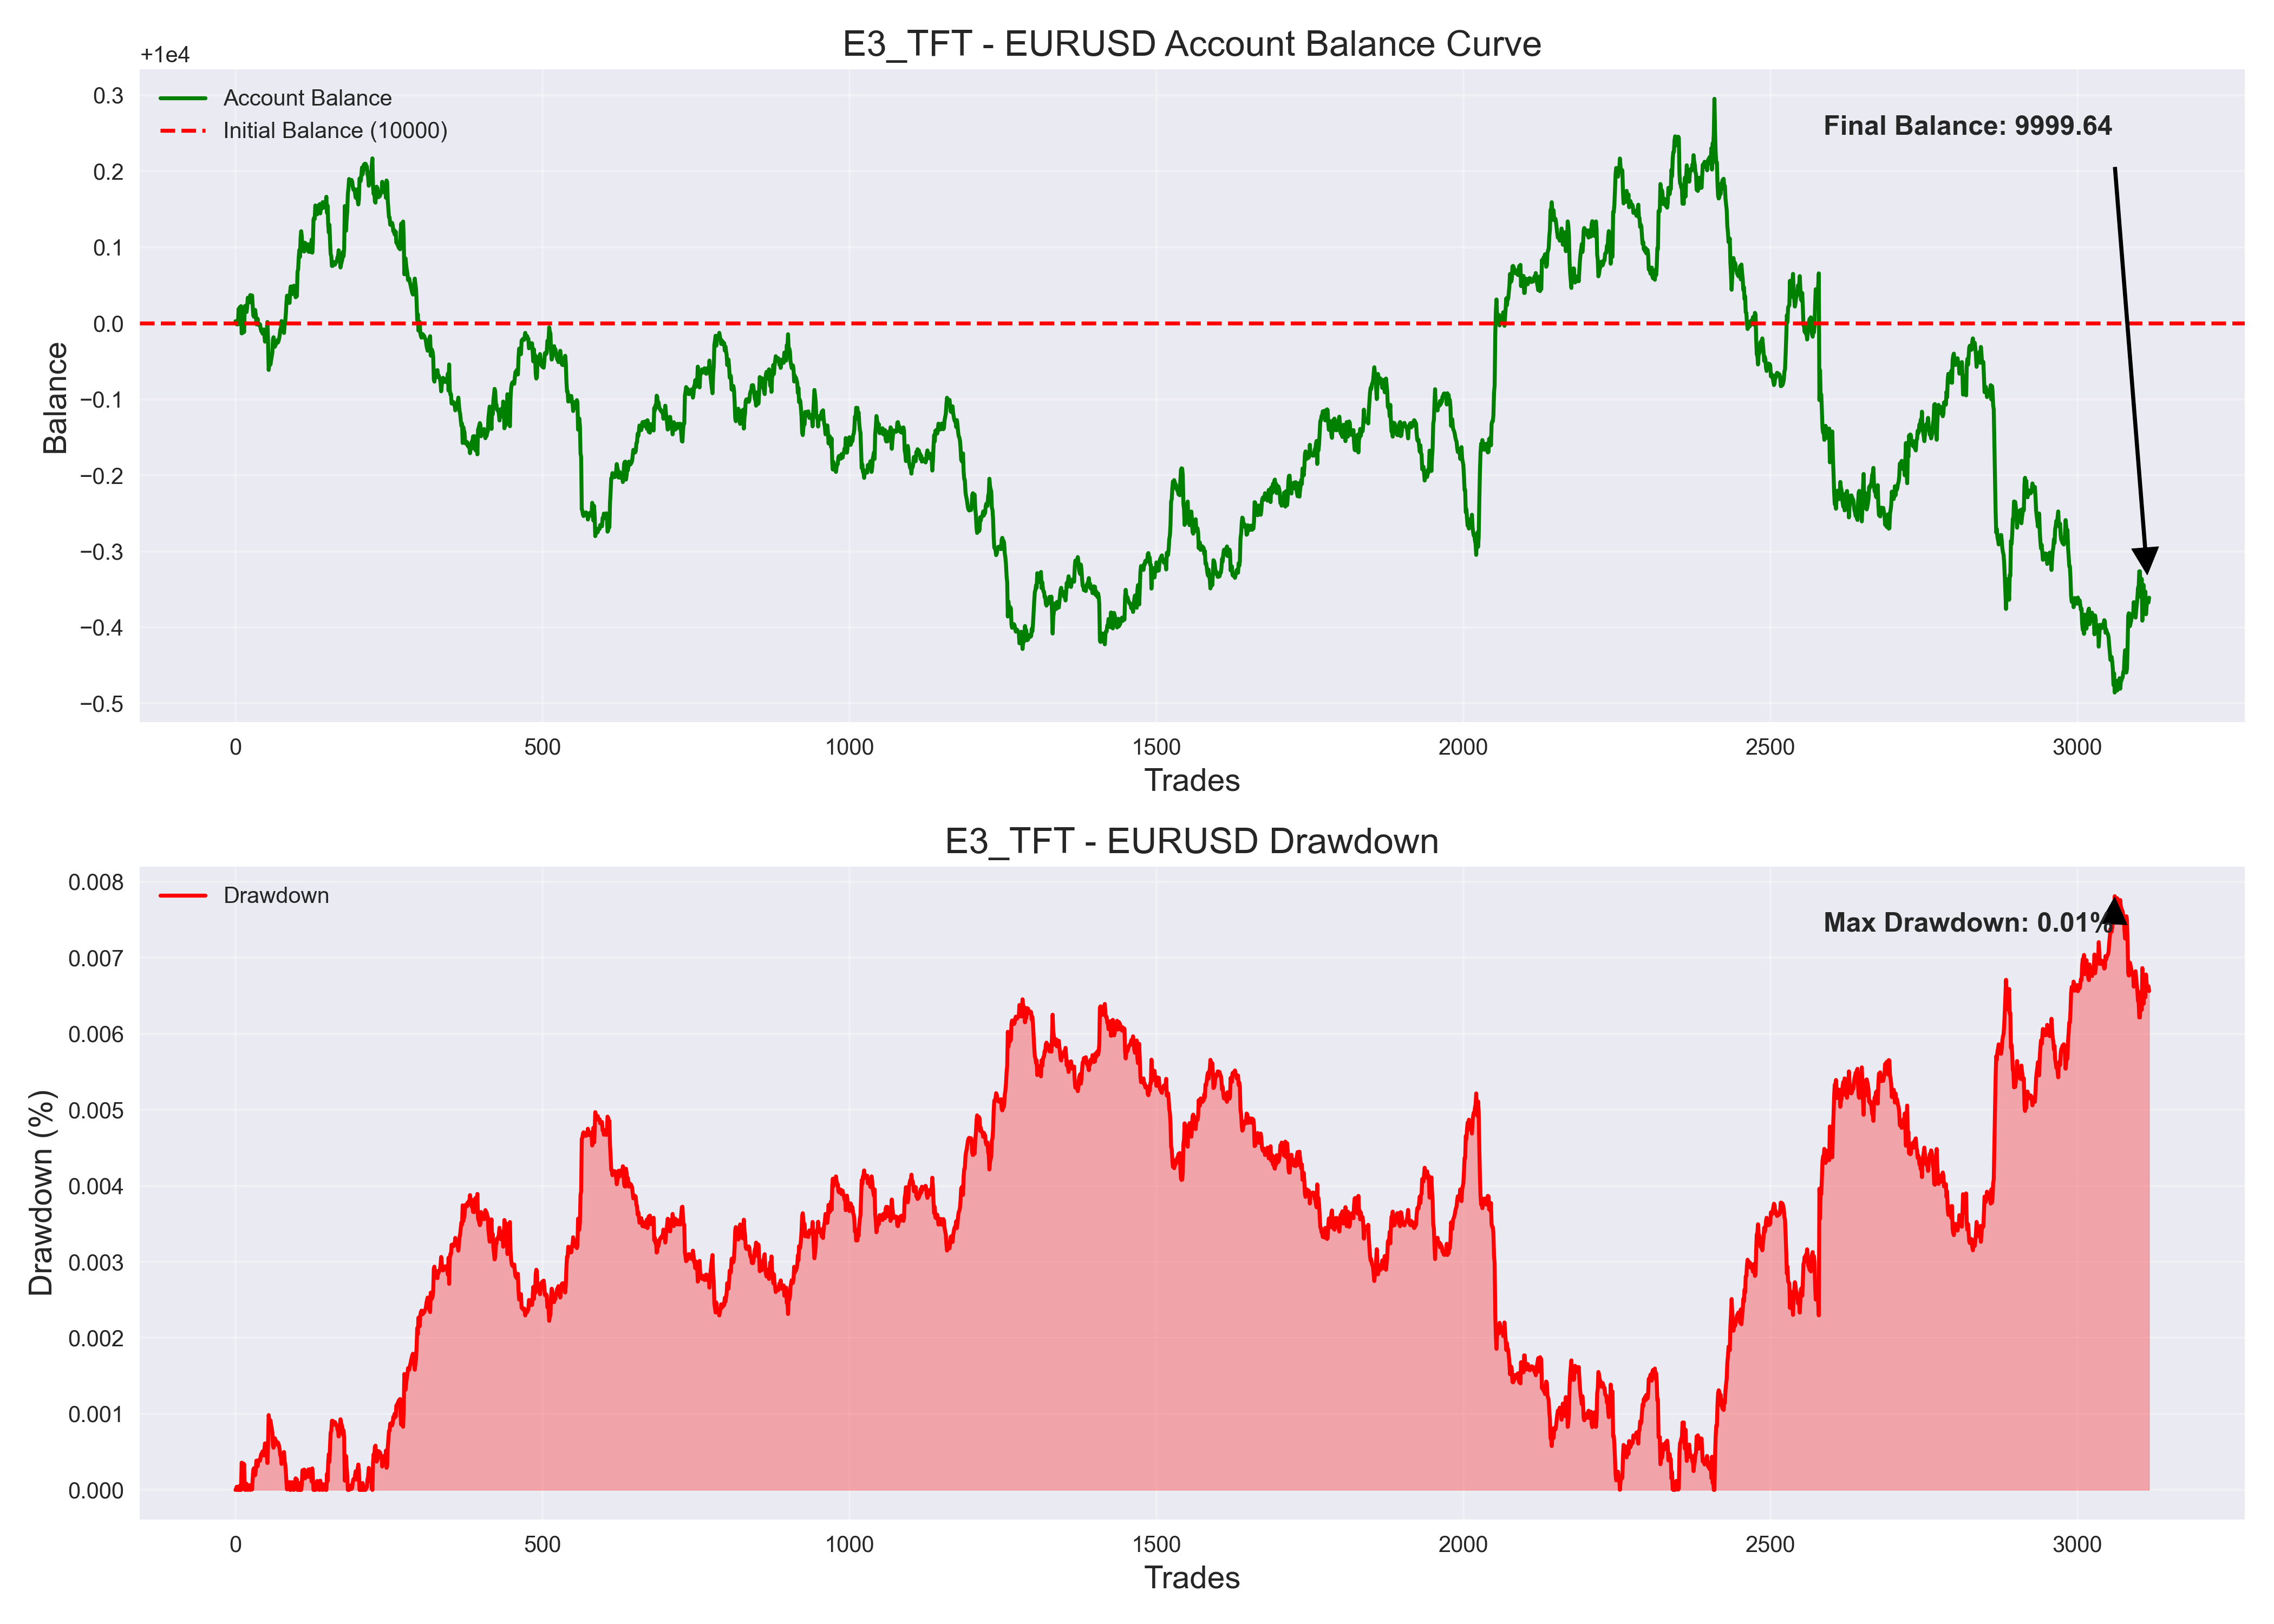 E3_TFT - EURUSD Account Balance Curve
+1e4
Account Balance
Initial Balance (10000)
Final Balance: 9999.64
0.3
0.2
0.1
0.0
−0.1
−0.2
−0.3
−0.4
−0.5
Balance
0 500 1000 1500 2000 2500 3000
Trades
E3_TFT - EURUSD Drawdown
Drawdown
Max Drawdown: 0.01%
0.008
0.007
0.006
0.005
0.004
0.003
0.002
0.001
0.000
Drawdown (%)
0 500 1000 1500 2000 2500 3000
Trades